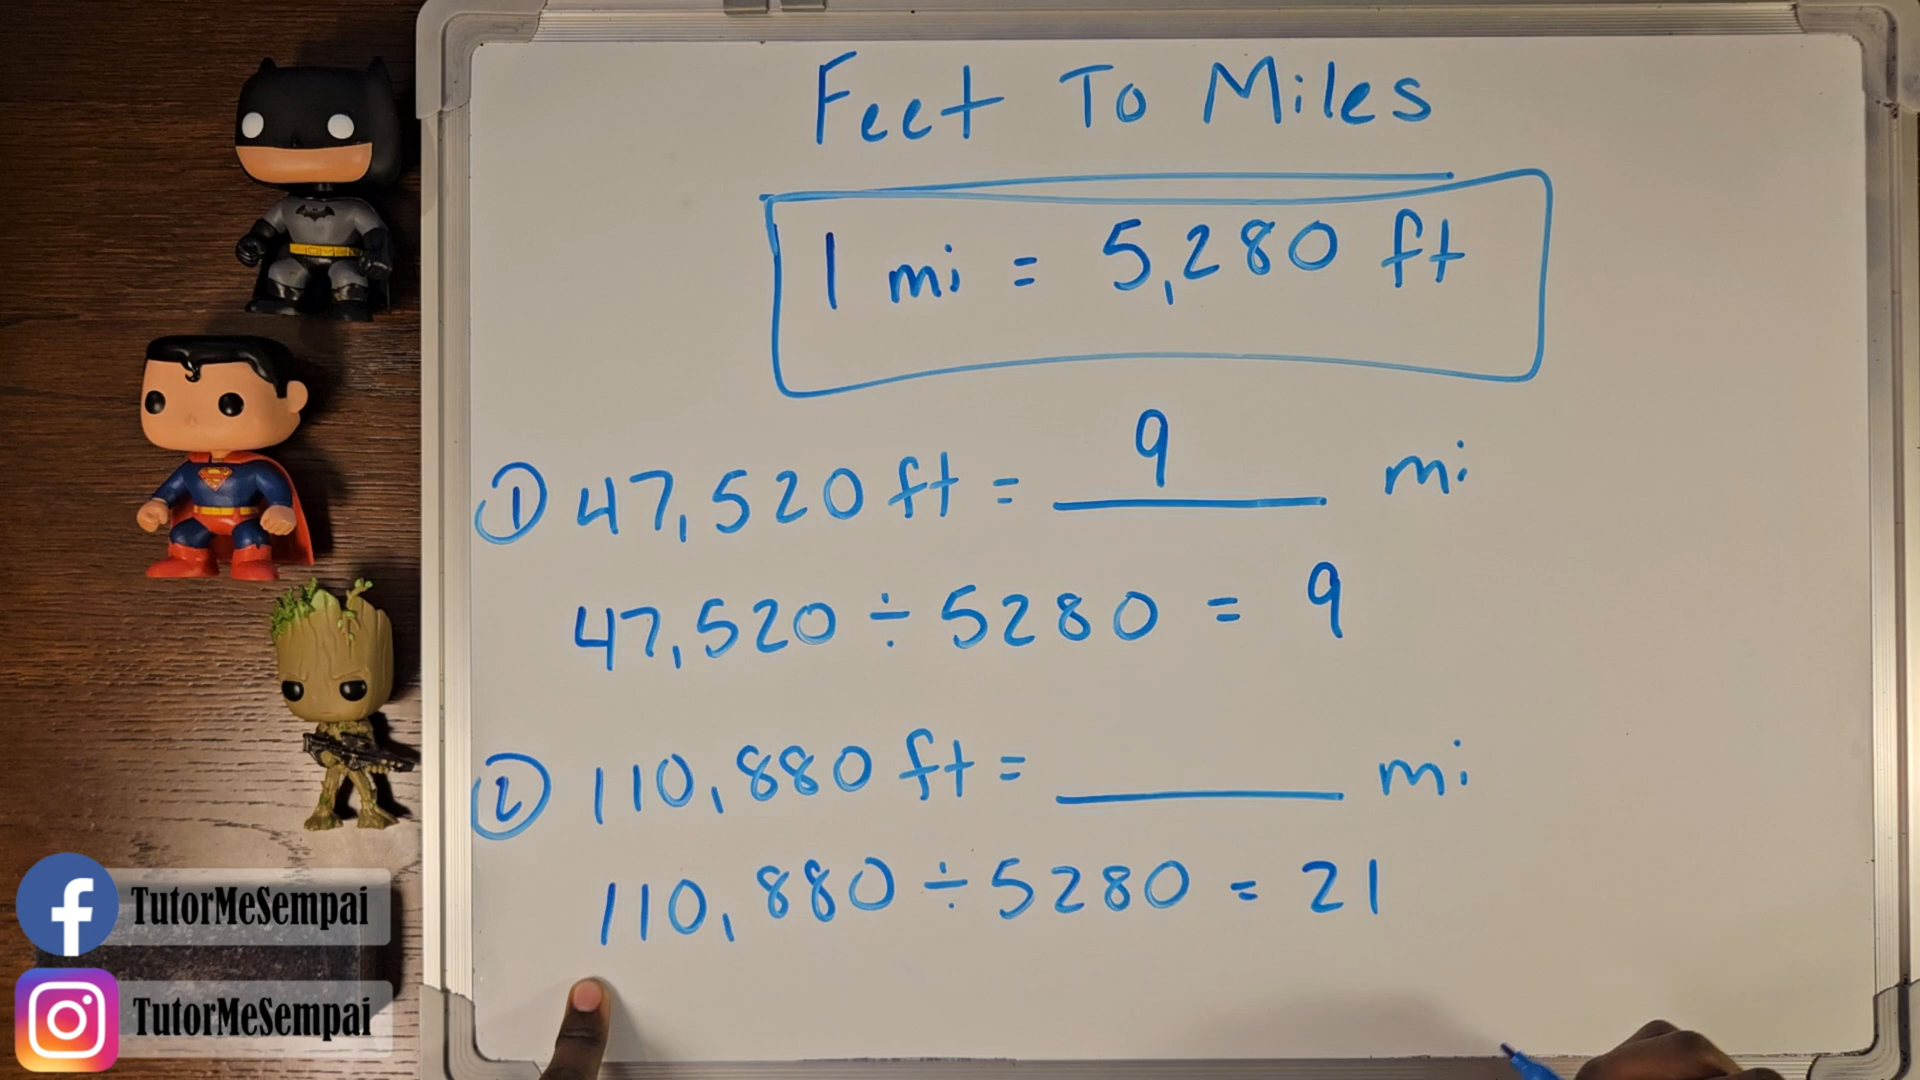 Feet To Miles
1 mi = 5,280 ft
① 47,520 ft = 9 mi
47,520 ÷ 5280 = 9
② 110,880 ft = ______ mi
110,880 ÷ 5280 = 21
TutorMeSempai
TutorMeSempai